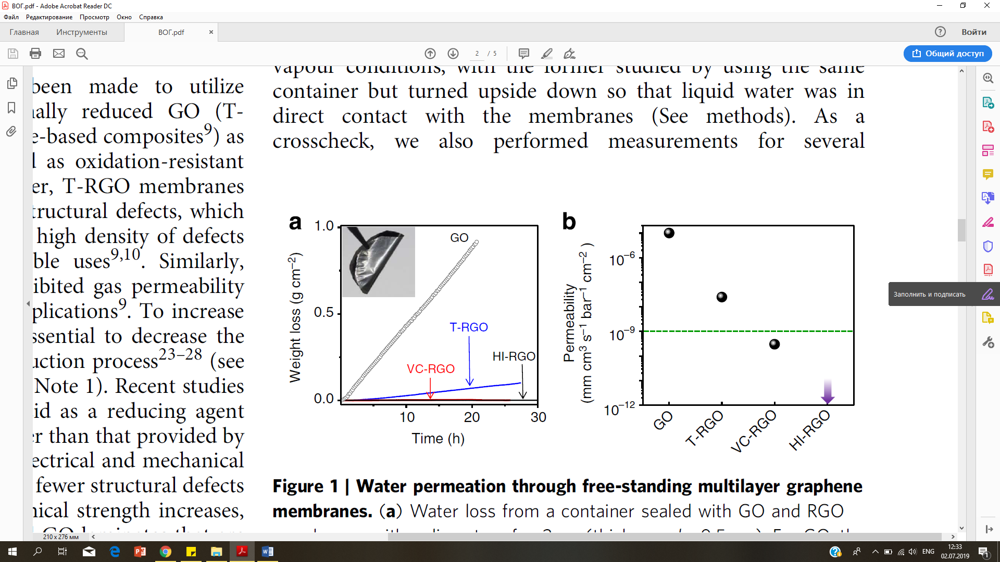 ВОГ.pdf - Adobe Acrobat Reader DC
Файл Редактирование Просмотр Окно Справка
Главная Инструменты ВОГ.pdf × Войти
2 / 5 Общий доступ
been made to utilize
nally reduced GO (T-
e-based composites9) as
l as oxidation-resistant
er, T-RGO membranes
tructural defects, which
high density of defects
ble uses9,10. Similarly,
ibited gas permeability
plications9. To increase
ssential to decrease the
uction process23–28 (see
Note 1). Recent studies
id as a reducing agent
er than that provided by
ectrical and mechanical
fewer structural defects
nical strength increases,
vapour conditions, with the former studied by using the same
container but turned upside down so that liquid water was in
direct contact with the membranes (See methods). As a
crosscheck, we also performed measurements for several
a
Weight loss (g cm–2)
1.0
0.5
0.0
GO
T-RGO
HI-RGO
VC-RGO
10 20 30
Time (h)
b
Permeability
(mm cm3 s–1 bar–1 cm–2 )
10–6
10–9
10–12
GO T-RGO VC-RGO HI-RGO
Заполнить и подписать
Figure 1 | Water permeation through free-standing multilayer graphene
membranes. (a) Water loss from a container sealed with GO and RGO
210 x 276 мм
ENG
12:33
02.07.2019
1